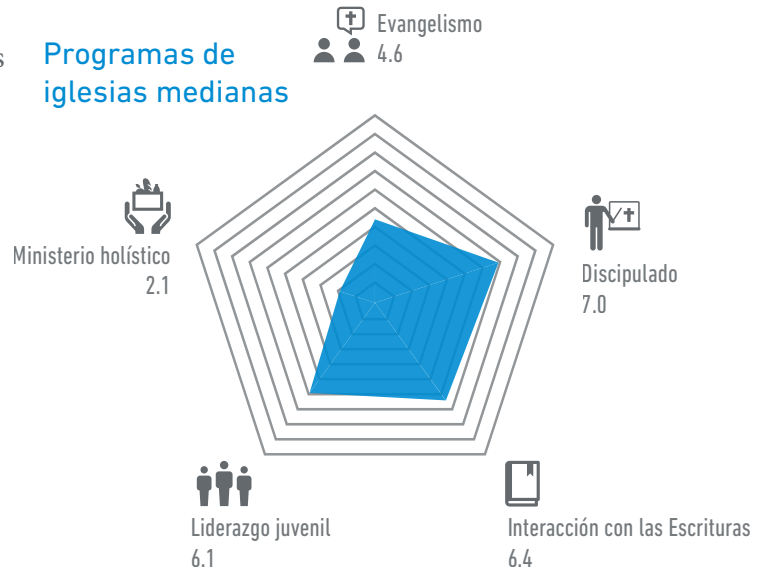 s
Programas de
iglesias medianas
Evangelismo
4.6
Ministerio holístico
2.1
Discipulado
7.0
Liderazgo juvenil
6.1
Interacción con las Escrituras
6.4